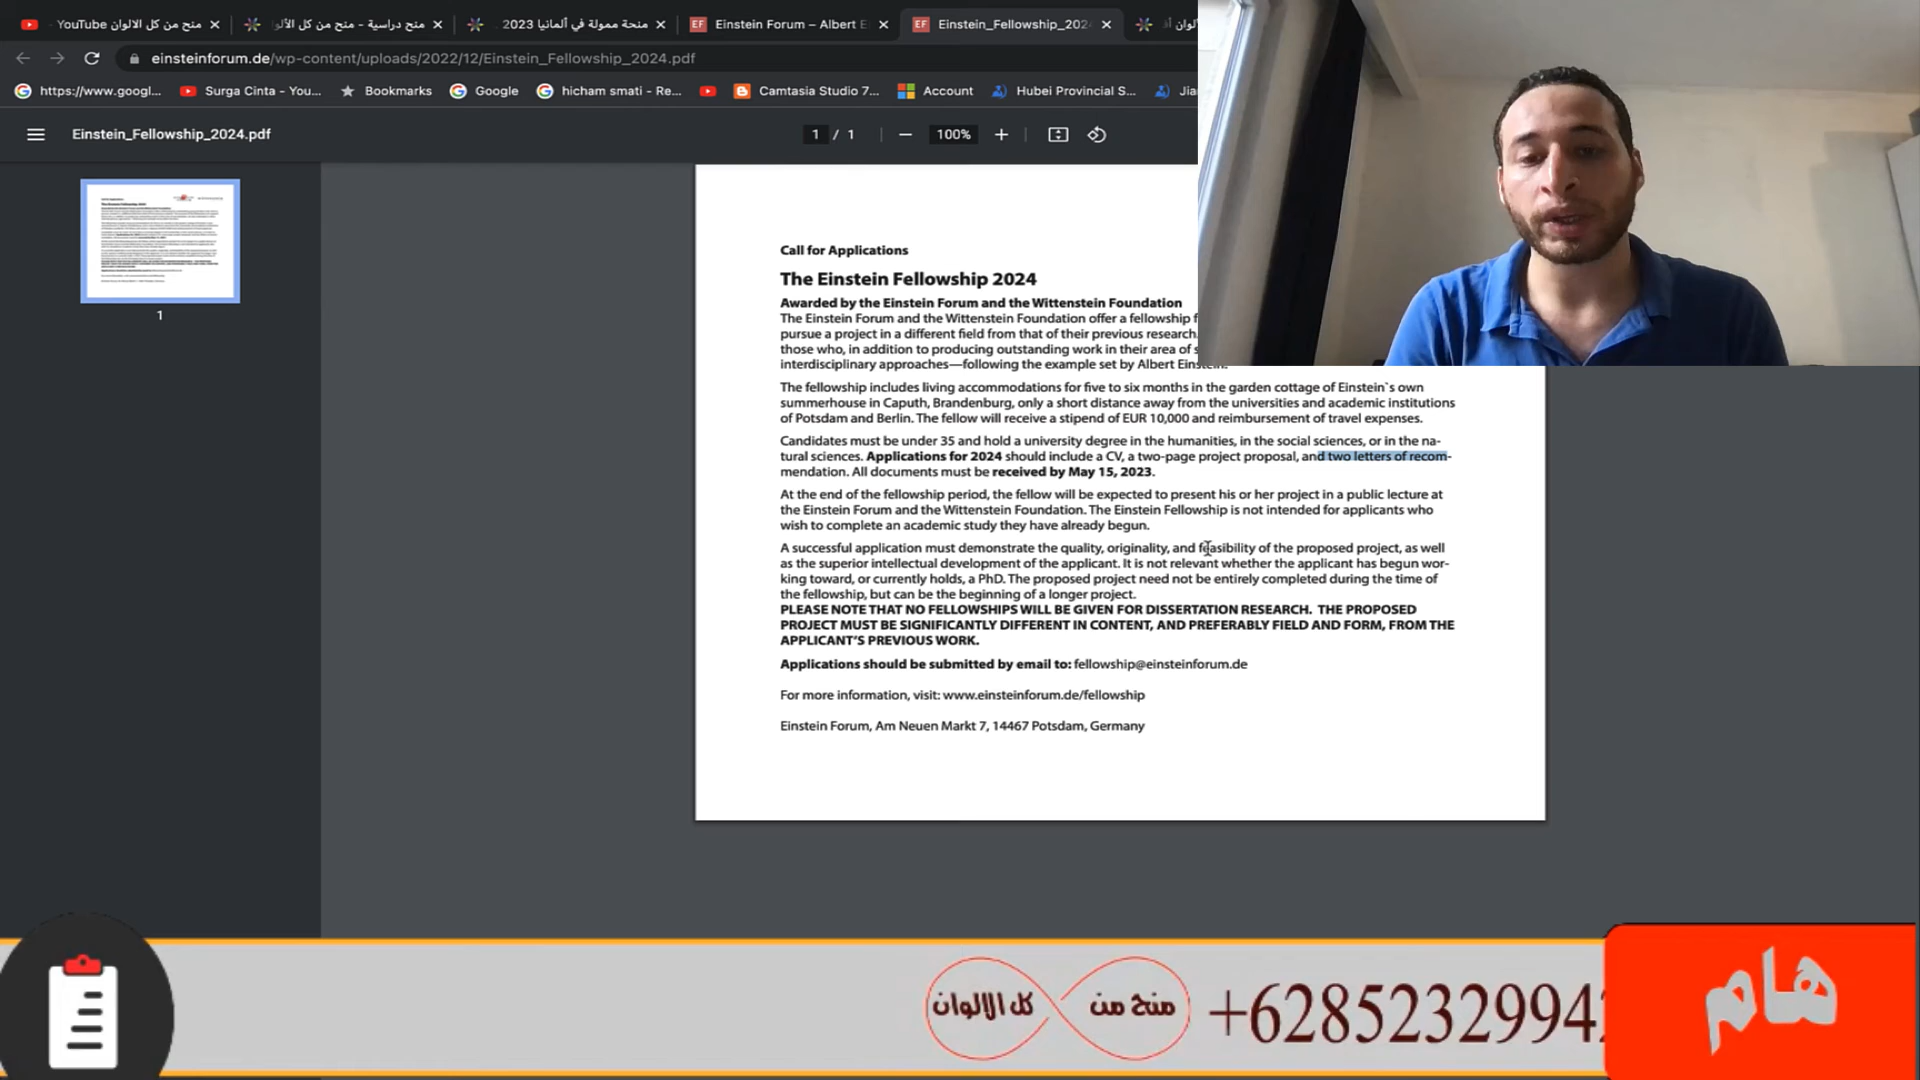 منح من كل الالوان - YouTube
منح دراسية - منح من كل الألو
منحة ممولة في ألمانيا 2023
Einstein Forum – Albert E
Einstein_Fellowship_202
einsteinforum.de/wp-content/uploads/2022/12/Einstein_Fellowship_2024.pdf
https://www.googl...
Surga Cinta - You...
Bookmarks
Google
hicham smati - Re...
Camtasia Studio 7...
Account
Hubei Provincial S...
Jia
Einstein_Fellowship_2024.pdf
1 / 1
100%
1
Call for Applications
The Einstein Fellowship 2024
Awarded by the Einstein Forum and the Wittenstein Foundation
The Einstein Forum and the Wittenstein Foundation offer a fellowship f
pursue a project in a different field from that of their previous research.
those who, in addition to producing outstanding work in their area of s
interdisciplinary approaches—following the example set by Albert Einstein.
The fellowship includes living accommodations for five to six months in the garden cottage of Einstein`s own
summerhouse in Caputh, Brandenburg, only a short distance away from the universities and academic institutions
of Potsdam and Berlin. The fellow will receive a stipend of EUR 10,000 and reimbursement of travel expenses.
Candidates must be under 35 and hold a university degree in the humanities, in the social sciences, or in the na-
tural sciences. Applications for 2024 should include a CV, a two-page project proposal, and two letters of recom-
mendation. All documents must be received by May 15, 2023.
At the end of the fellowship period, the fellow will be expected to present his or her project in a public lecture at
the Einstein Forum and the Wittenstein Foundation. The Einstein Fellowship is not intended for applicants who
wish to complete an academic study they have already begun.
A successful application must demonstrate the quality, originality, and feasibility of the proposed project, as well
as the superior intellectual development of the applicant. It is not relevant whether the applicant has begun wor-
king toward, or currently holds, a PhD. The proposed project need not be entirely completed during the time of
the fellowship, but can be the beginning of a longer project.
PLEASE NOTE THAT NO FELLOWSHIPS WILL BE GIVEN FOR DISSERTATION RESEARCH. THE PROPOSED
PROJECT MUST BE SIGNIFICANTLY DIFFERENT IN CONTENT, AND PREFERABLY FIELD AND FORM, FROM THE
APPLICANT’S PREVIOUS WORK.
Applications should be submitted by email to: fellowship@einsteinforum.de
For more information, visit: www.einsteinforum.de/fellowship
Einstein Forum, Am Neuen Markt 7, 14467 Potsdam, Germany
منح من كل الالوان
+6285232994
هام